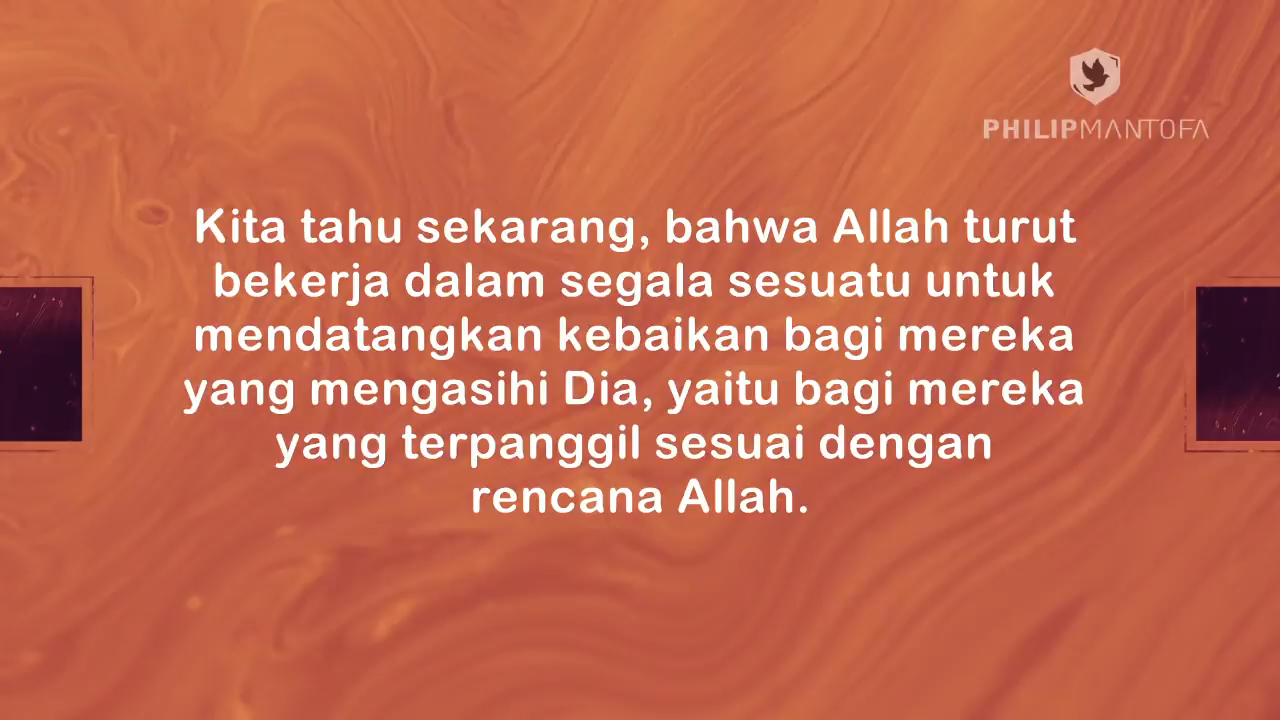 PHILIPMANTOFA
Kita tahu sekarang, bahwa Allah turut
bekerja dalam segala sesuatu untuk
mendatangkan kebaikan bagi mereka
yang mengasihi Dia, yaitu bagi mereka
yang terpanggil sesuai dengan
rencana Allah.